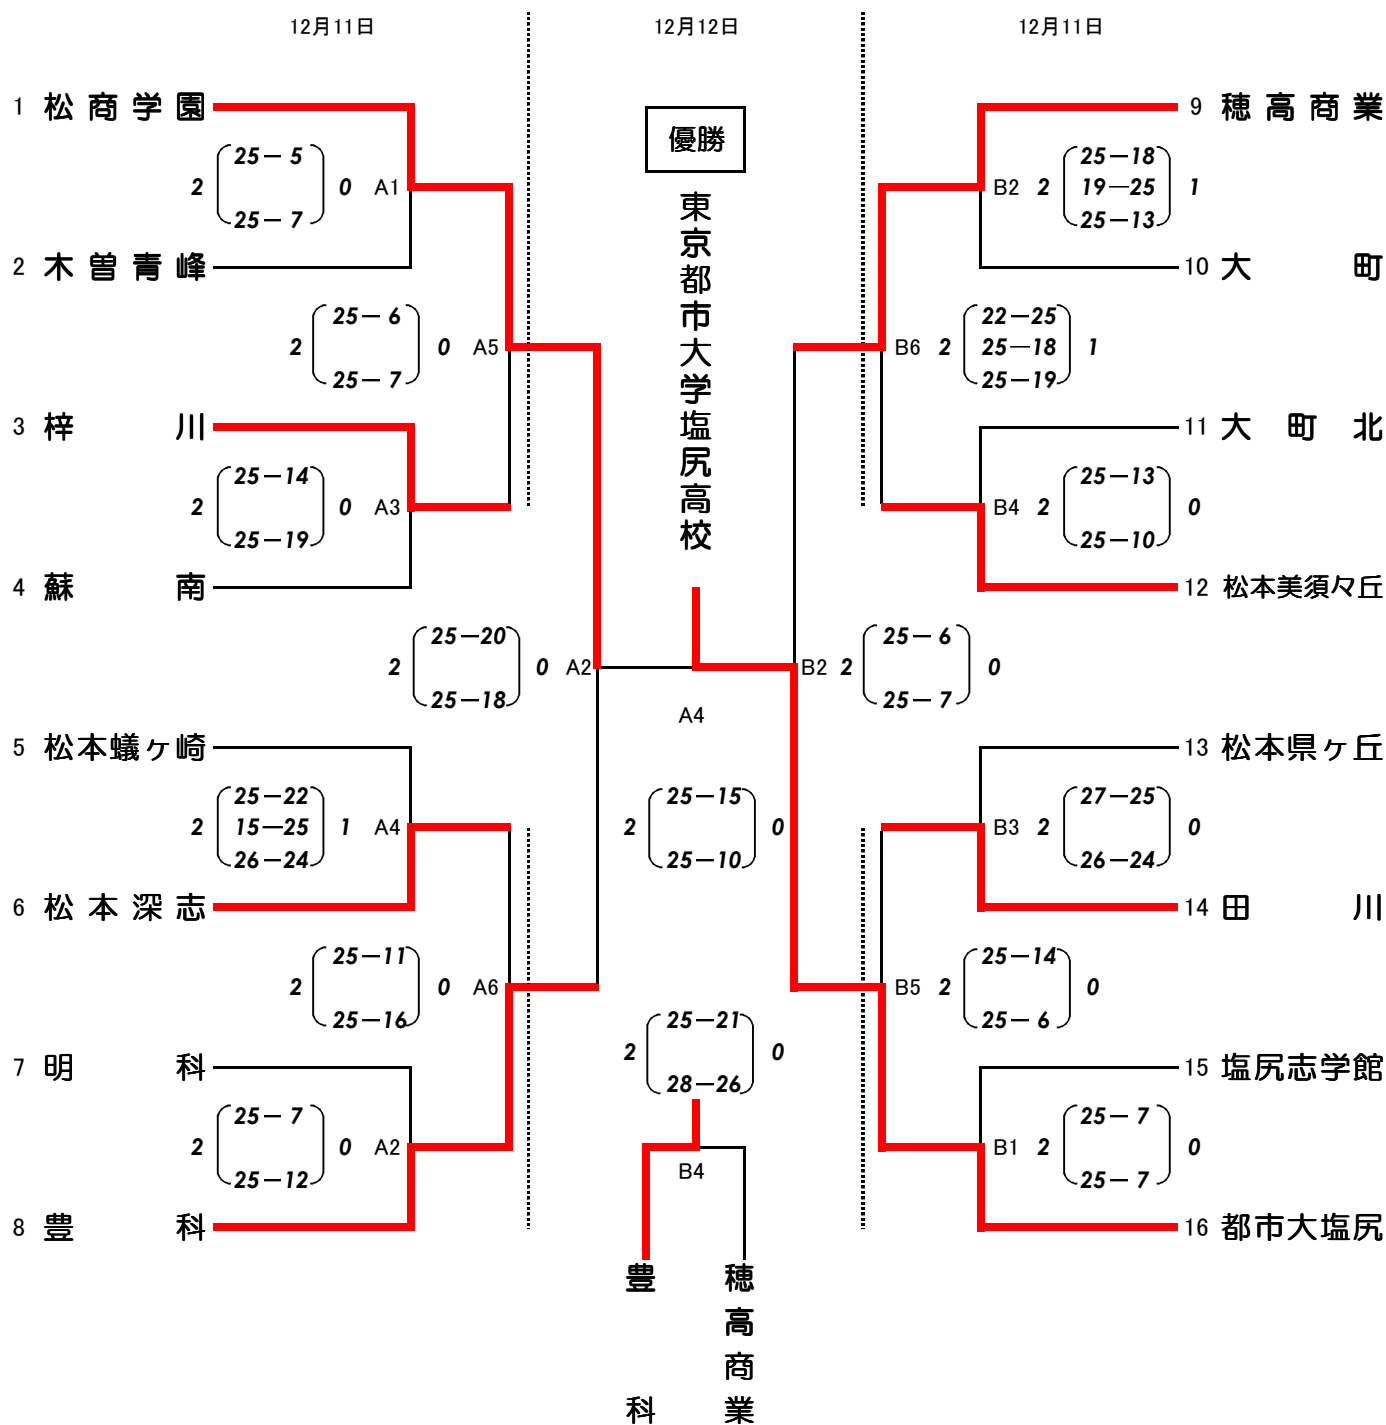 12月11日
12月12日
12月11日
優勝
東京都市大学塩尻高校
1 松商学園
2 25－5 0 A1
25－7
2 木曽青峰
2 25－6 0 A5
25－7
3 梓川
2 25－14 0 A3
25－19
4 蘇南
2 25－20 0 A2
25－18
5 松本蟻ヶ崎
25－22
2 15－25 1 A4
26－24
6 松本深志
2 25－11 0 A6
25－16
7 明科
2 25－7 0 A2
25－12
8 豊科
A4
2 25－15 0
25－10
2 25－21 0
28－26
B4
豊科
穂高商業
9 穂高商業
25－18
B2 2 19－25 1
25－13
10 大町
22－25
B6 2 25－18 1
25－19
11 大町北
B4 2 25－13 0
25－10
12 松本美須々丘
B2 2 25－6 0
25－7
13 松本県ヶ丘
B3 2 27－25 0
26－24
14 田川
B5 2 25－14 0
25－6
15 塩尻志学館
B1 2 25－7 0
25－7
16 都市大塩尻